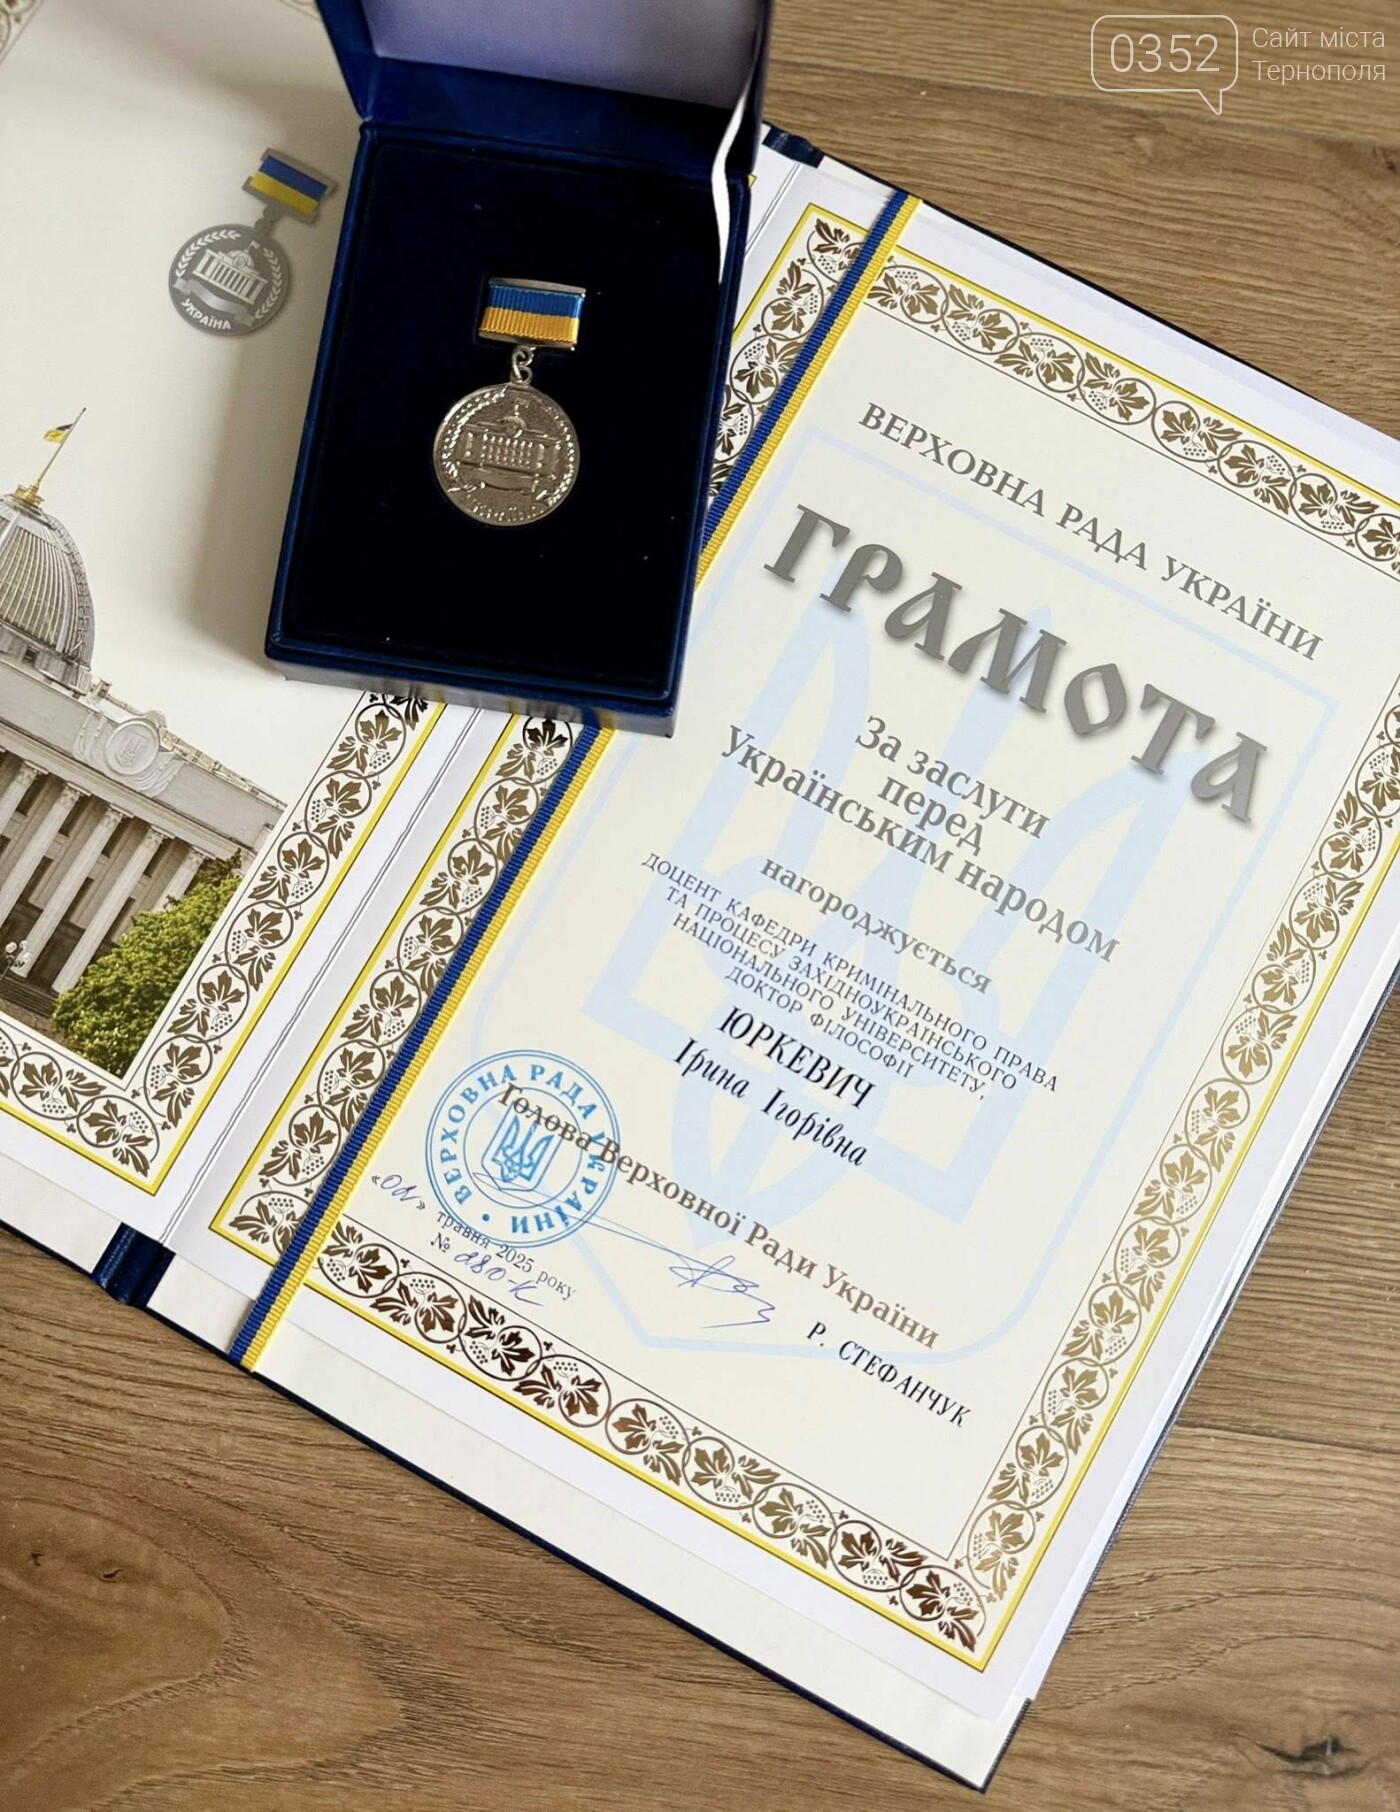 0352
Сайт міста
Тернополя
УКРАЇНА
ВЕРХОВНА РАДА УКРАЇНИ
ГРАМОТА
За заслуги
перед
Українським народом
нагороджується
ДОЦЕНТ КАФЕДРИ КРИМІНАЛЬНОГО ПРАВА
ТА ПРОЦЕСУ ЗАХІДНОУКРАЇНСЬКОГО
НАЦІОНАЛЬНОГО УНІВЕРСИТЕТУ,
ДОКТОР ФІЛОСОФІЇ
ЮРКЕВИЧ
Ірина Ігорівна
Голова Верховної Ради України
ВЕРХОВНА РАДА УКРАЇНИ
травня 2025 року
№ 280-К
Р. СТЕФАНЧУК